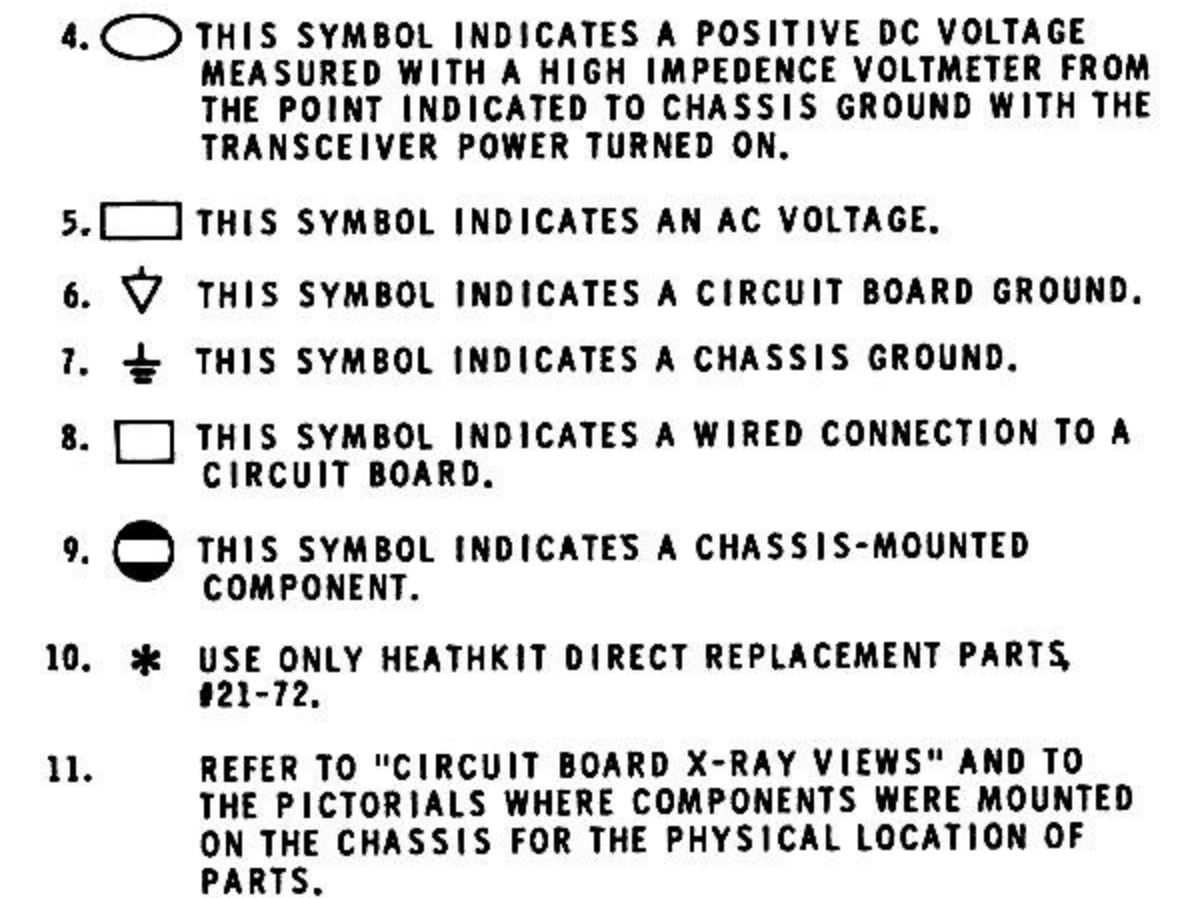 4. THIS SYMBOL INDICATES A POSITIVE DC VOLTAGE
MEASURED WITH A HIGH IMPEDENCE VOLTMETER FROM
THE POINT INDICATED TO CHASSIS GROUND WITH THE
TRANSCEIVER POWER TURNED ON.
5. THIS SYMBOL INDICATES AN AC VOLTAGE.
6. THIS SYMBOL INDICATES A CIRCUIT BOARD GROUND.
7. THIS SYMBOL INDICATES A CHASSIS GROUND.
8. THIS SYMBOL INDICATES A WIRED CONNECTION TO A
CIRCUIT BOARD.
9. THIS SYMBOL INDICATES A CHASSIS-MOUNTED
COMPONENT.
10. * USE ONLY HEATHKIT DIRECT REPLACEMENT PARTS,
#21-72.
11. REFER TO "CIRCUIT BOARD X-RAY VIEWS" AND TO
THE PICTORIALS WHERE COMPONENTS WERE MOUNTED
ON THE CHASSIS FOR THE PHYSICAL LOCATION OF
PARTS.